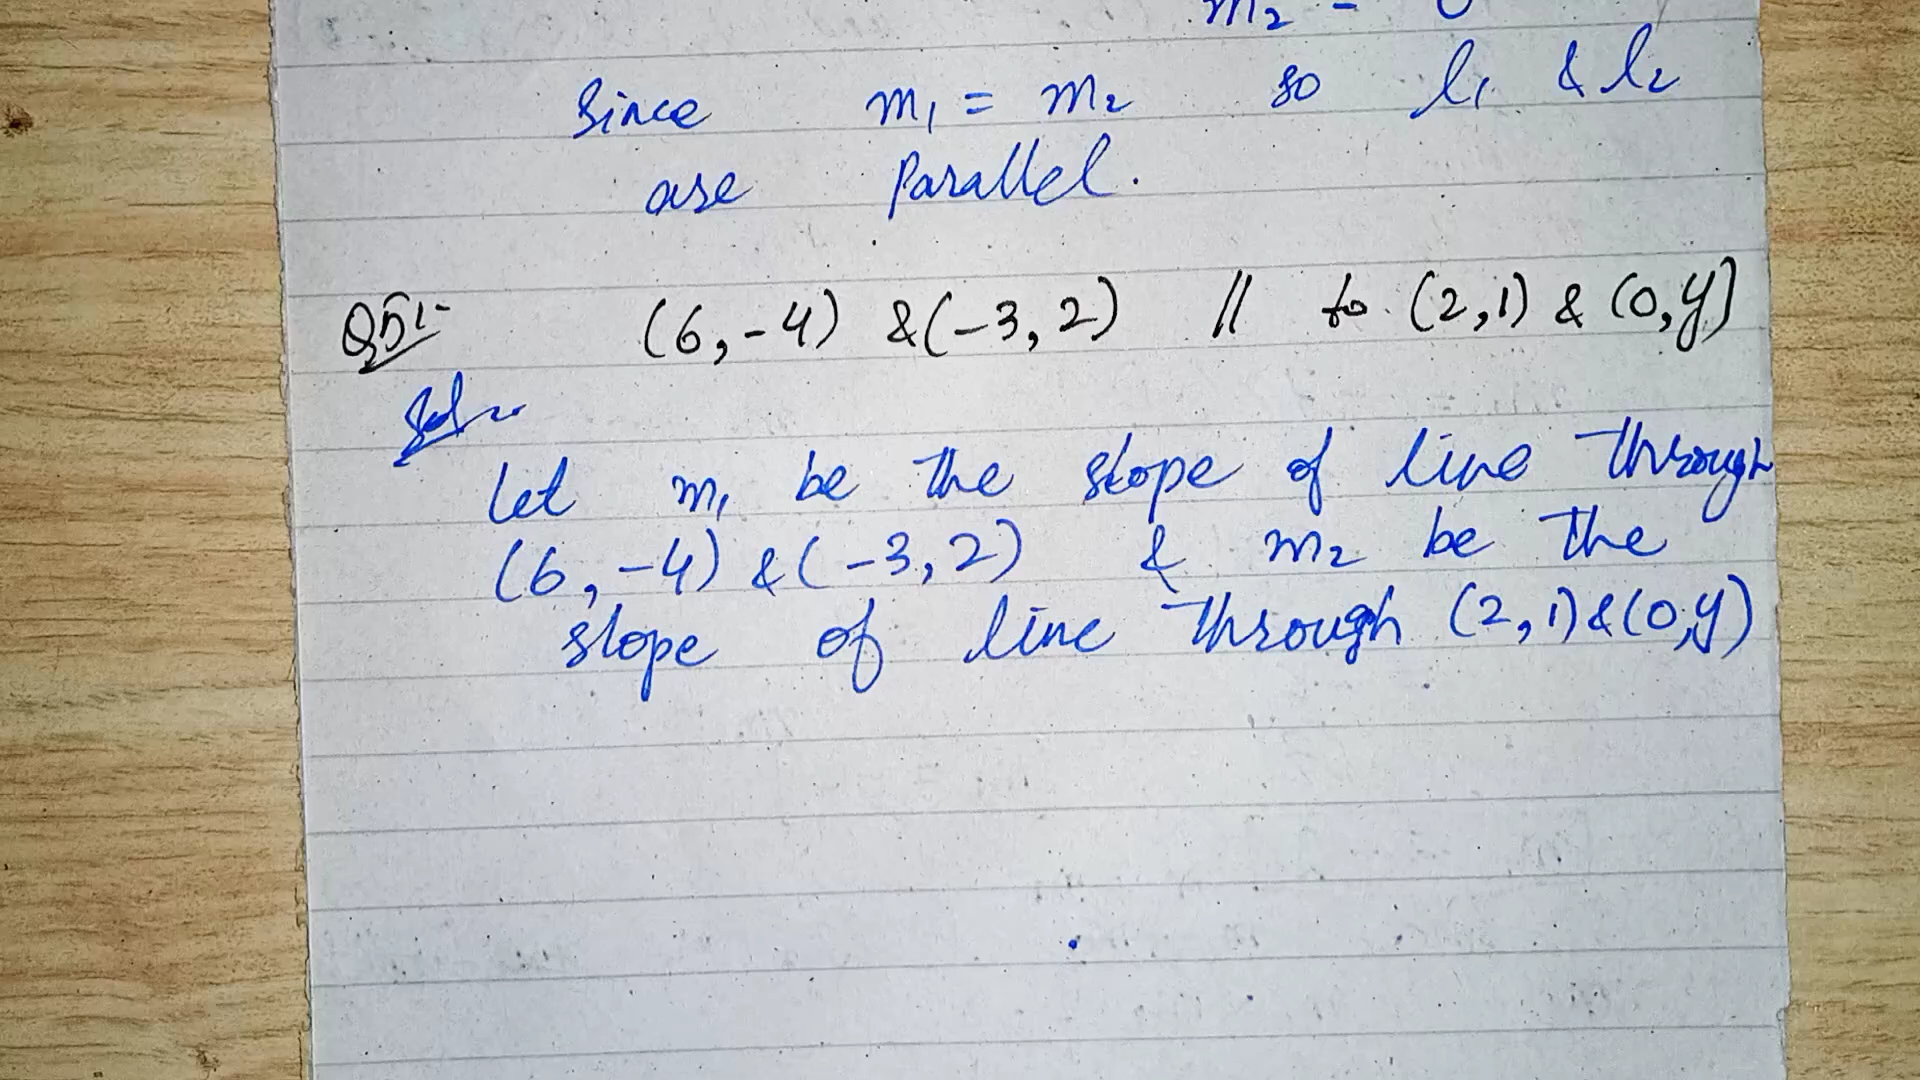 m₂ = 0
Since m₁ = m₂ so l₁ & l₂
are Parallel.
Q5:- (6,-4) &(-3,2) // to (2,1) & (0,y)
Sol:-
Let m₁ be the slope of line through
(6,-4) &(-3,2) & m₂ be the
slope of line through (2,1)&(0,y)